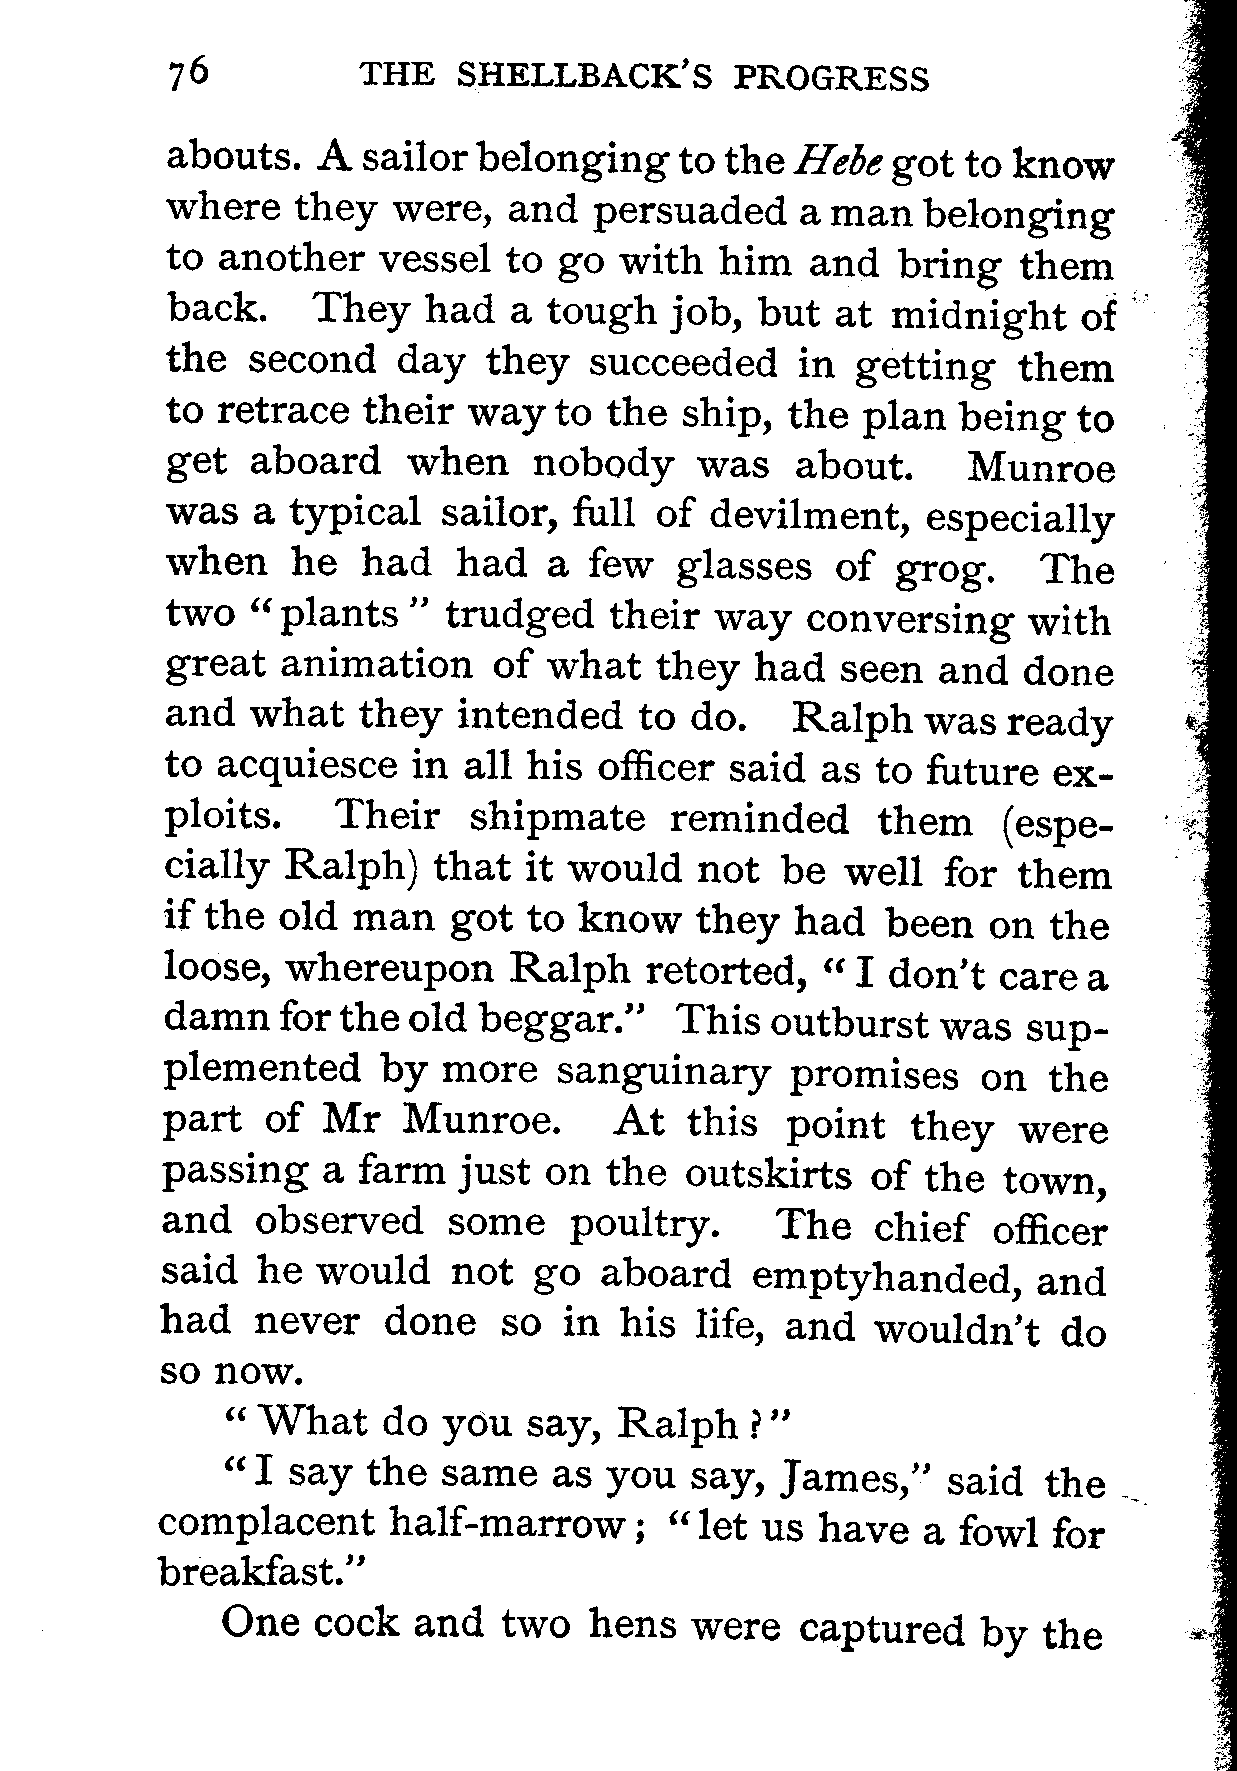 76 THE SHELLBACK'S PROGRESS
abouts. A sailor belonging to the Hebe got to know
where they were, and persuaded a man belonging
to another vessel to go with him and bring them
back. They had a tough job, but at midnight of
the second day they succeeded in getting them
to retrace their way to the ship, the plan being to
get aboard when nobody was about. Munroe
was a typical sailor, full of devilment, especially
when he had had a few glasses of grog. The
two " plants " trudged their way conversing with
great animation of what they had seen and done
and what they intended to do. Ralph was ready
to acquiesce in all his officer said as to future ex-
ploits. Their shipmate reminded them (espe-
cially Ralph) that it would not be well for them
if the old man got to know they had been on the
loose, whereupon Ralph retorted, " I don't care a
damn for the old beggar." This outburst was sup-
plemented by more sanguinary promises on the
part of Mr Munroe. At this point they were
passing a farm just on the outskirts of the town,
and observed some poultry. The chief officer
said he would not go aboard emptyhanded, and
had never done so in his life, and wouldn't do
so now.
" What do you say, Ralph ? "
" I say the same as you say, James," said the
complacent half-marrow ; " let us have a fowl for
breakfast."
One cock and two hens were captured by the